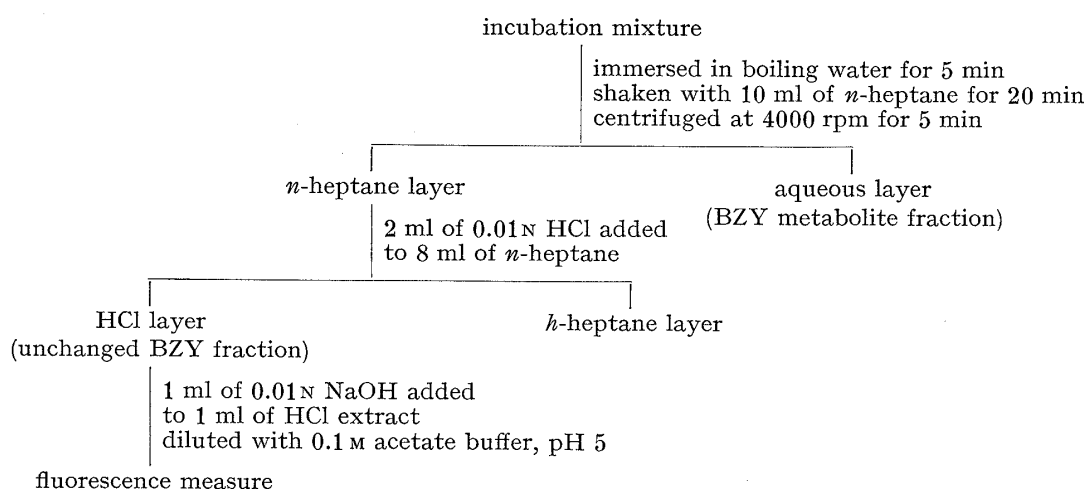 incubation mixture
immersed in boiling water for 5 min
shaken with 10 ml of n-heptane for 20 min
centrifuged at 4000 rpm for 5 min
n-heptane layer
aqueous layer
(BZY metabolite fraction)
2 ml of 0.01N HCl added
to 8 ml of n-heptane
HCl layer
(unchanged BZY fraction)
h-heptane layer
1 ml of 0.01N NaOH added
to 1 ml of HCl extract
diluted with 0.1M acetate buffer, pH 5
fluorescence measure